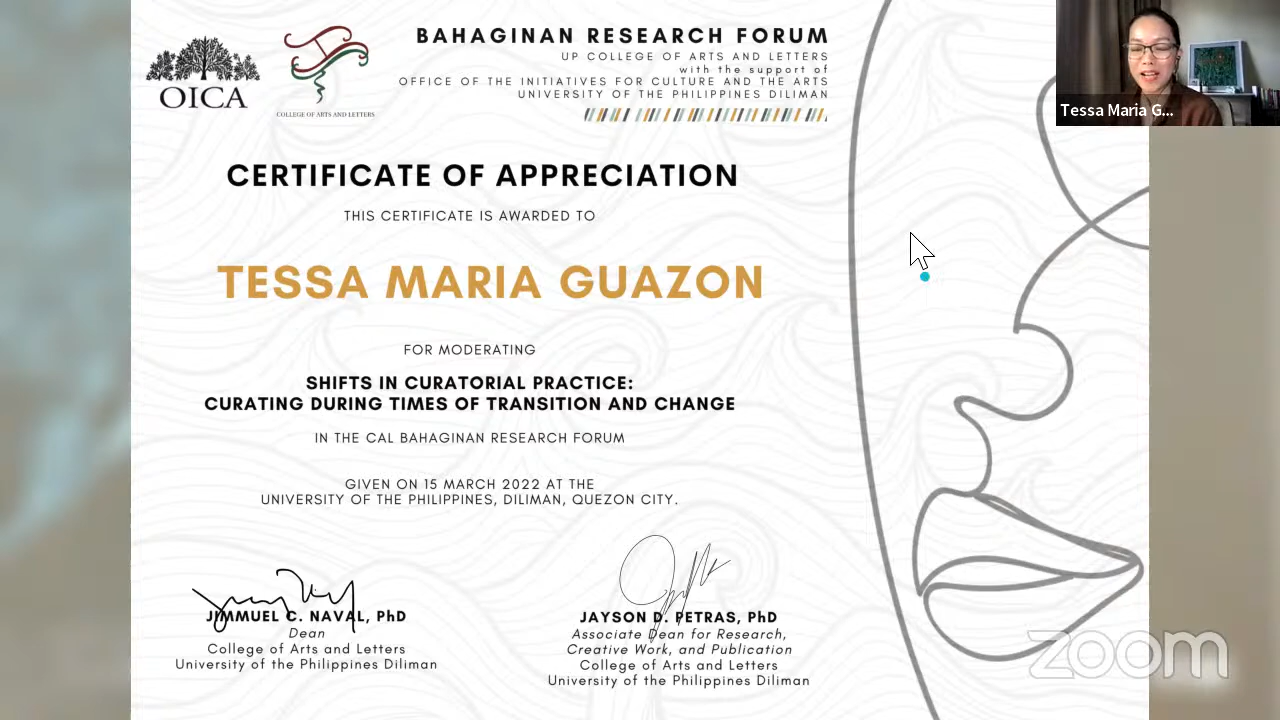 BAHAGINAN RESEARCH FORUM
UP COLLEGE OF ARTS AND LETTERS
with the support of
OFFICE OF THE INITIATIVES FOR CULTURE AND THE ARTS
UNIVERSITY OF THE PHILIPPINES DILIMAN
OICA
COLLEGE OF ARTS AND LETTERS
Tessa Maria G...
CERTIFICATE OF APPRECIATION
THIS CERTIFICATE IS AWARDED TO
TESSA MARIA GUAZON
FOR MODERATING
SHIFTS IN CURATORIAL PRACTICE:
CURATING DURING TIMES OF TRANSITION AND CHANGE
IN THE CAL BAHAGINAN RESEARCH FORUM
GIVEN ON 15 MARCH 2022 AT THE
UNIVERSITY OF THE PHILIPPINES, DILIMAN, QUEZON CITY.
JIMMUEL C. NAVAL, PhD
Dean
College of Arts and Letters
University of the Philippines Diliman
JAYSON D. PETRAS, PhD
Associate Dean for Research,
Creative Work, and Publication
College of Arts and Letters
University of the Philippines Diliman
zoom